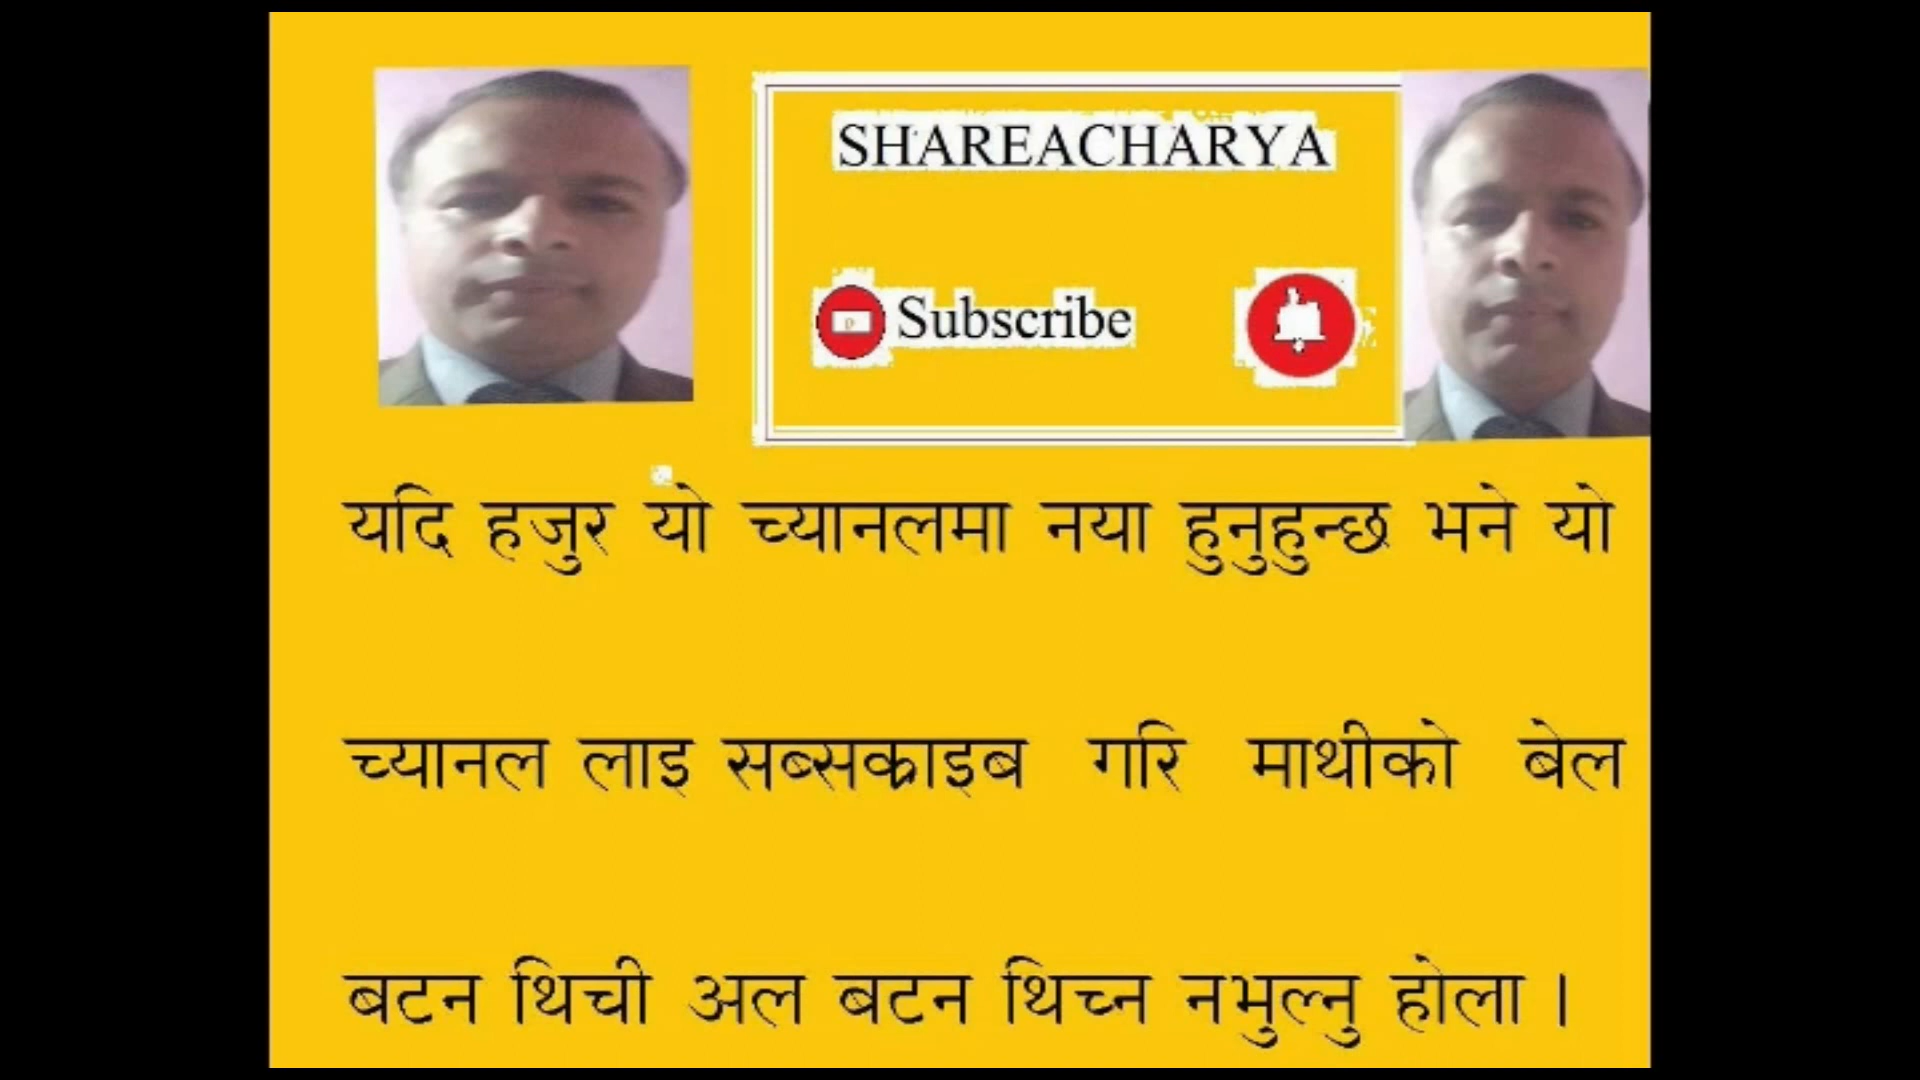 SHAREACHARYA
Subscribe
यदि हजुर यो च्यानलमा नया हुनुहुन्छ भने यो
च्यानल लाइ सब्सक्राइब गरि माथीको बेल
बटन थिची अल बटन थिच्न नभुल्नु होला ।